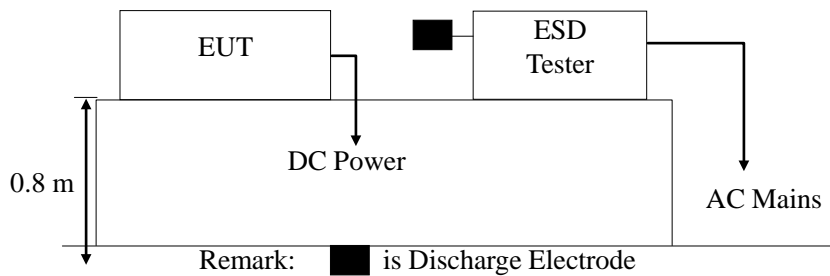 EUT
ESD
Tester
DC Power
0.8 m
AC Mains
Remark: is Discharge Electrode